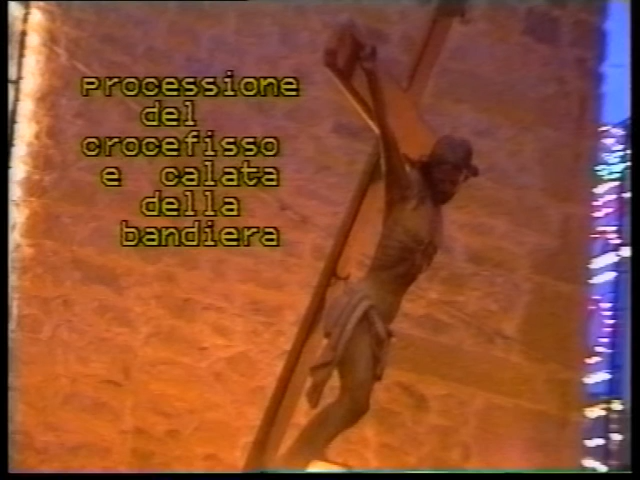 processione
del
crocefisso
e calata
della
bandiera